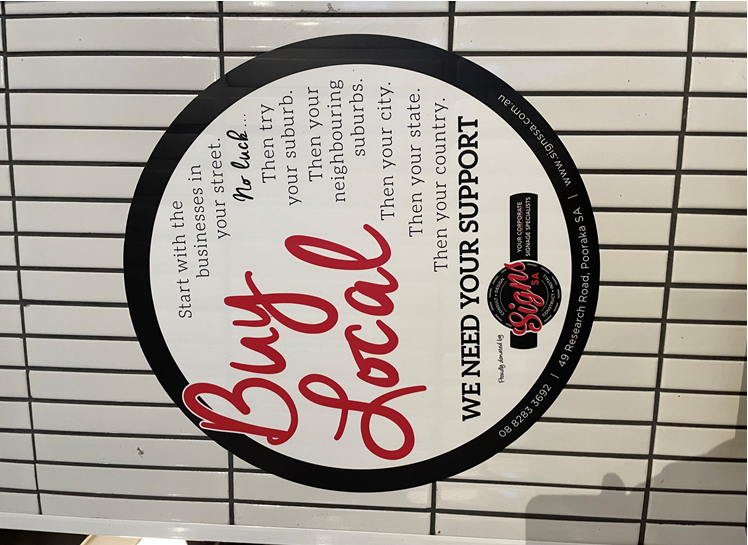 Start with the
businesses in
your street.
No luck...
Then try
your suburb.
Then your
neighbouring
suburbs.
Then your city.
Then your state.
Then your country.
Buy
Local
WE NEED YOUR SUPPORT
Proudly donated by
Signs
SA
YOUR CORPORATE
SIGNAGE SPECIALISTS
08 8283 3692 | 49 Research Road, Pooraka SA | www.signssa.com.au